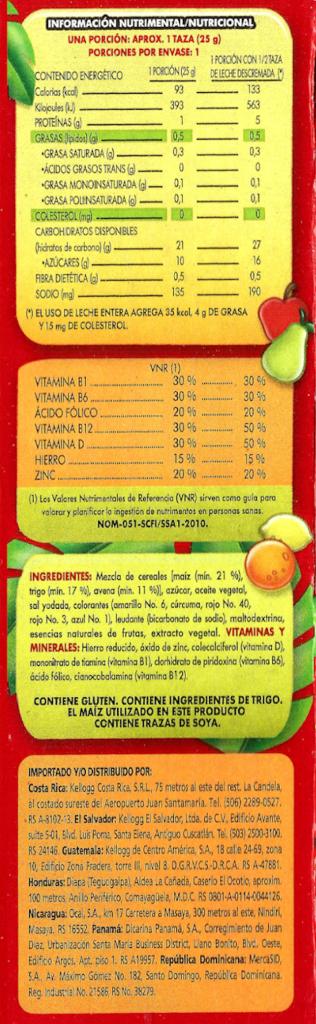 INFORMACIÓN NUTRIMENTAL/NUTRICIONAL
UNA PORCIÓN: APROX. 1 TAZA (25 g)
PORCIONES POR ENVASE: 1
CONTENIDO ENERGÉTICO 1 PORCIÓN (25 g) 1 PORCIÓN CON 1/2 TAZA DE LECHE DESCREMADA (*)
Calorías (kcal) 93 133
Kilojoules (kJ) 393 563
PROTEÍNAS (g) 1 5
GRASAS (lípidos) (g) 0,5 0,5
•GRASA SATURADA (g) 0,3 0,3
•ÁCIDOS GRASOS TRANS (g) 0 0
•GRASA MONOINSATURADA (g) 0,1 0,1
•GRASA POLIINSATURADA (g) 0,1 0,1
COLESTEROL (mg) 0 0
CARBOHIDRATOS DISPONIBLES
(hidratos de carbono) (g) 21 27
•AZÚCARES (g) 10 16
FIBRA DIETÉTICA (g) 0,5 0,5
SODIO (mg) 135 190
(*) EL USO DE LECHE ENTERA AGREGA 35 kcal, 4 g DE GRASA
Y 15 mg DE COLESTEROL.
VNR (1)
VITAMINA B1 30 % 30 %
VITAMINA B6 30 % 30 %
ÁCIDO FÓLICO 20 % 20 %
VITAMINA B12 30 % 50 %
VITAMINA D 30 % 50 %
HIERRO 15 % 15 %
ZINC 20 % 20 %
(1) Los Valores Nutrimentales de Referencia (VNR) sirven como guía para
valorar y planificar la ingestión de nutrimentos en personas sanas.
NOM-051-SCFI/SSA1-2010.
INGREDIENTES: Mezcla de cereales [maíz (mín. 21 %),
trigo (mín. 17 %), avena (mín. 11 %)], azúcar, aceite vegetal,
sal yodada, colorantes (amarillo No. 6, cúrcuma, rojo No. 40,
rojo No. 3, azul No. 1), leudante (bicarbonato de sodio), maltodextrina,
esencias naturales de frutas, extracto vegetal. VITAMINAS Y
MINERALES: Hierro reducido, óxido de zinc, colecalciferol (vitamina D),
mononitrato de tiamina (vitamina B1), clorhidrato de piridoxina (vitamina B6),
ácido fólico, cianocobalamina (vitamina B12).
CONTIENE GLUTEN. CONTIENE INGREDIENTES DE TRIGO.
EL MAÍZ UTILIZADO EN ESTE PRODUCTO
CONTIENE TRAZAS DE SOYA.
IMPORTADO Y/O DISTRIBUIDO POR:
Costa Rica: Kellogg Costa Rica, S.R.L., 75 metros al este del rest. La Candela,
al costado sureste del Aeropuerto Juan Santamaría. Tel. (506) 2289-0527.
RS A-8102-13. El Salvador: Kellogg El Salvador, Ltda. de C.V., Edificio Avante,
suite 5-01, Blvd. Luis Poma, Santa Elena, Antiguo Cuscatlán. Tel. (503) 2500-3100.
RS 24146. Guatemala: Kellogg de Centro América, S.A., 18 calle 24-69, zona
10, Edificio Zona Pradera, torre III, nivel 8. D.G.R.V.C.S.-D.R.C.A. RS A-47881.
Honduras: Diapa (Tegucigalpa), Aldea La Cañada, Caserío El Ocotío, aproxim.
100 metros, Anillo Periférico, Comayagüela, M.D.C. RS 0801-A-0114-0044126.
Nicaragua: Ocal, S.A., km 17 Carretera a Masaya, 300 metros al este, Nindirí,
Masaya. RS 16552. Panamá: Dicarina Panamá, S.A., Corregimiento de Juan
Díaz, Urbanización Santa María Business District, Llano Bonito, Blvd. Oeste,
Edificio Argos, Apt. piso 1. RS A19957. República Dominicana: MercaSID,
S.A., Av. Máximo Gómez No. 182, Santo Domingo, República Dominicana.
Reg. Industrial No. 21586, RS No. 38279.